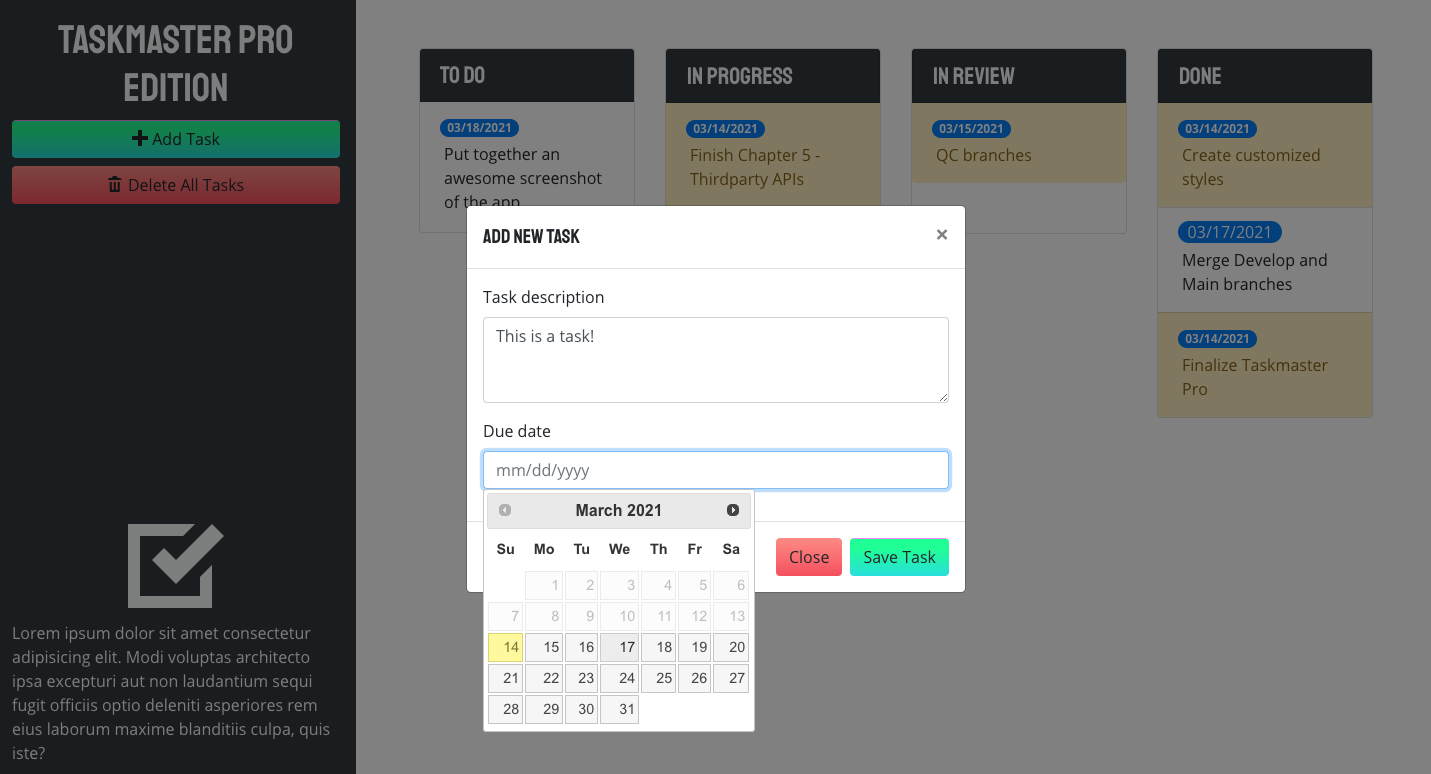 TASKMASTER PRO
EDITION
Add Task
Delete All Tasks
Lorem ipsum dolor sit amet consectetur
adipisicing elit. Modi voluptas architecto
ipsa excepturi aut non laudantium sequi
fugit officiis optio deleniti asperiores rem
eius laborum maxime blanditiis culpa, quis
iste?
TO DO
03/18/2021
Put together an
awesome screenshot
of the app
IN PROGRESS
03/14/2021
Finish Chapter 5 -
Thirdparty APIs
IN REVIEW
03/15/2021
QC branches
DONE
03/14/2021
Create customized
styles
03/17/2021
Merge Develop and
Main branches
03/14/2021
Finalize Taskmaster
Pro
ADD NEW TASK ×
Task description
This is a task!
Due date
mm/dd/yyyy
March 2021
Su Mo Tu We Th Fr Sa
1 2 3 4 5 6
7 8 9 10 11 12 13
14 15 16 17 18 19 20
21 22 23 24 25 26 27
28 29 30 31
Close Save Task